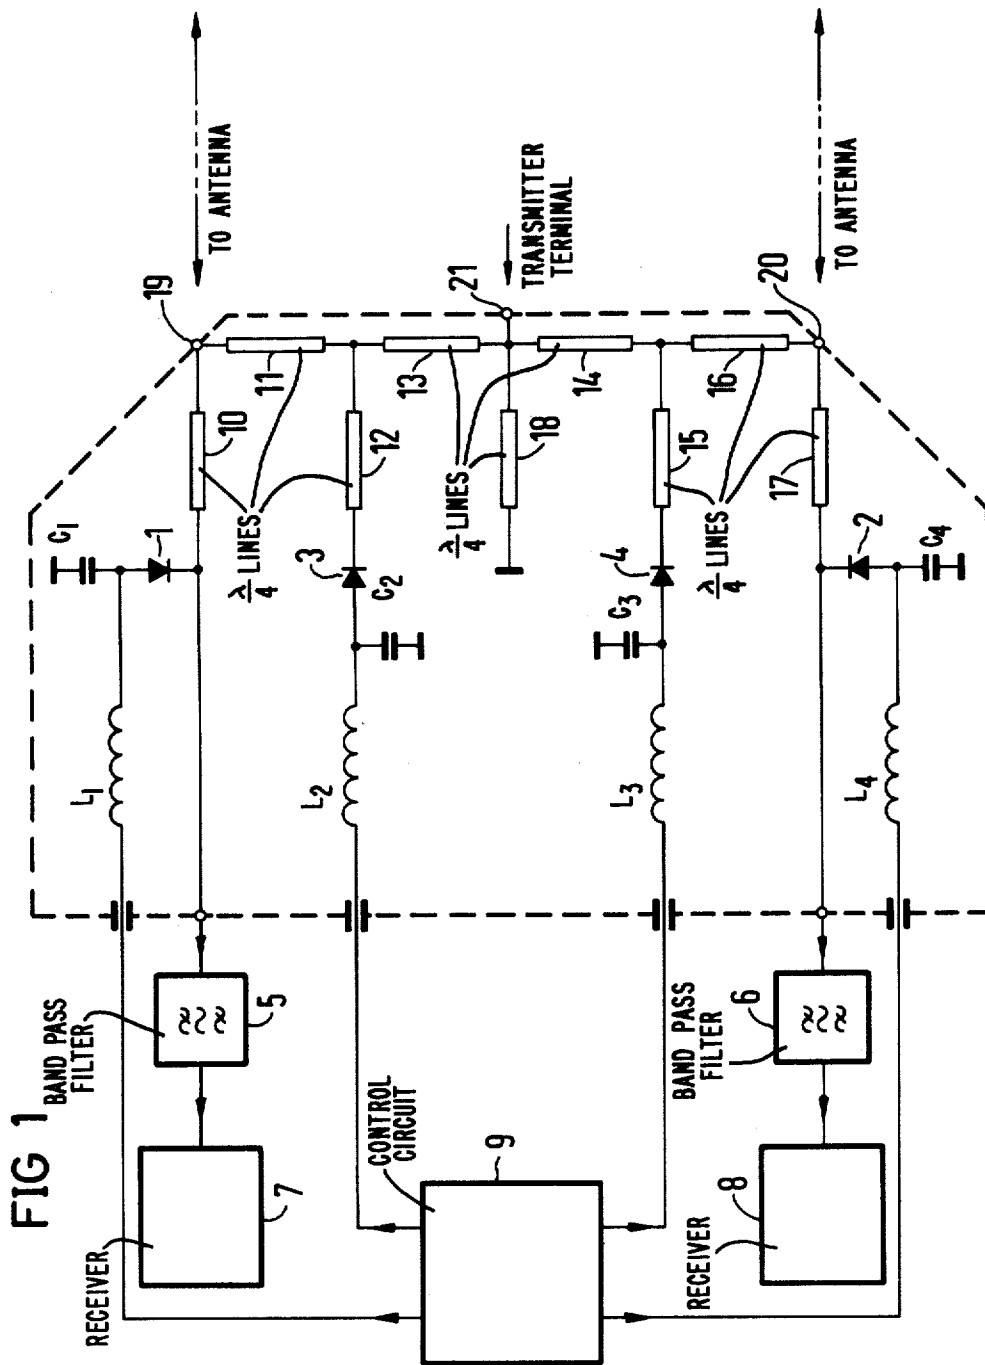 FIG 1
TO ANTENNA
TRANSMITTER
TERMINAL
TO ANTENNA
19
21
20
11
13
14
16
10
12
18
15
17
λ/4 LINES
λ/4 LINES
λ/4 LINES
C1
1
3
C2
4
C3
2
C4
L1
L2
L3
L4
BAND PASS
FILTER
5
BAND PASS
FILTER
6
CONTROL
CIRCUIT
9
RECEIVER
7
RECEIVER
8